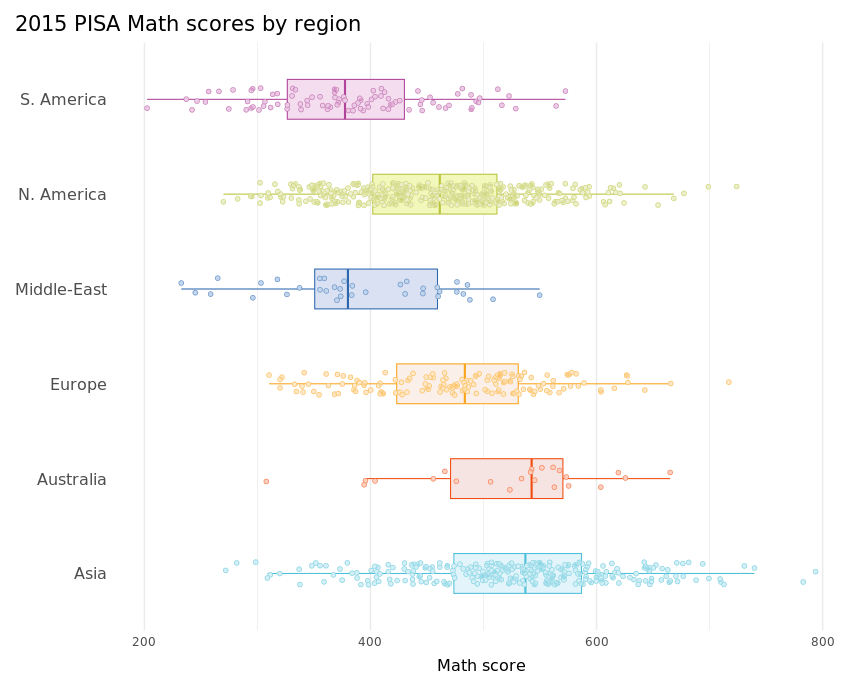 2015 PISA Math scores by region
S. America
N. America
Middle-East
Europe
Australia
Asia
200 400 600 800
Math score